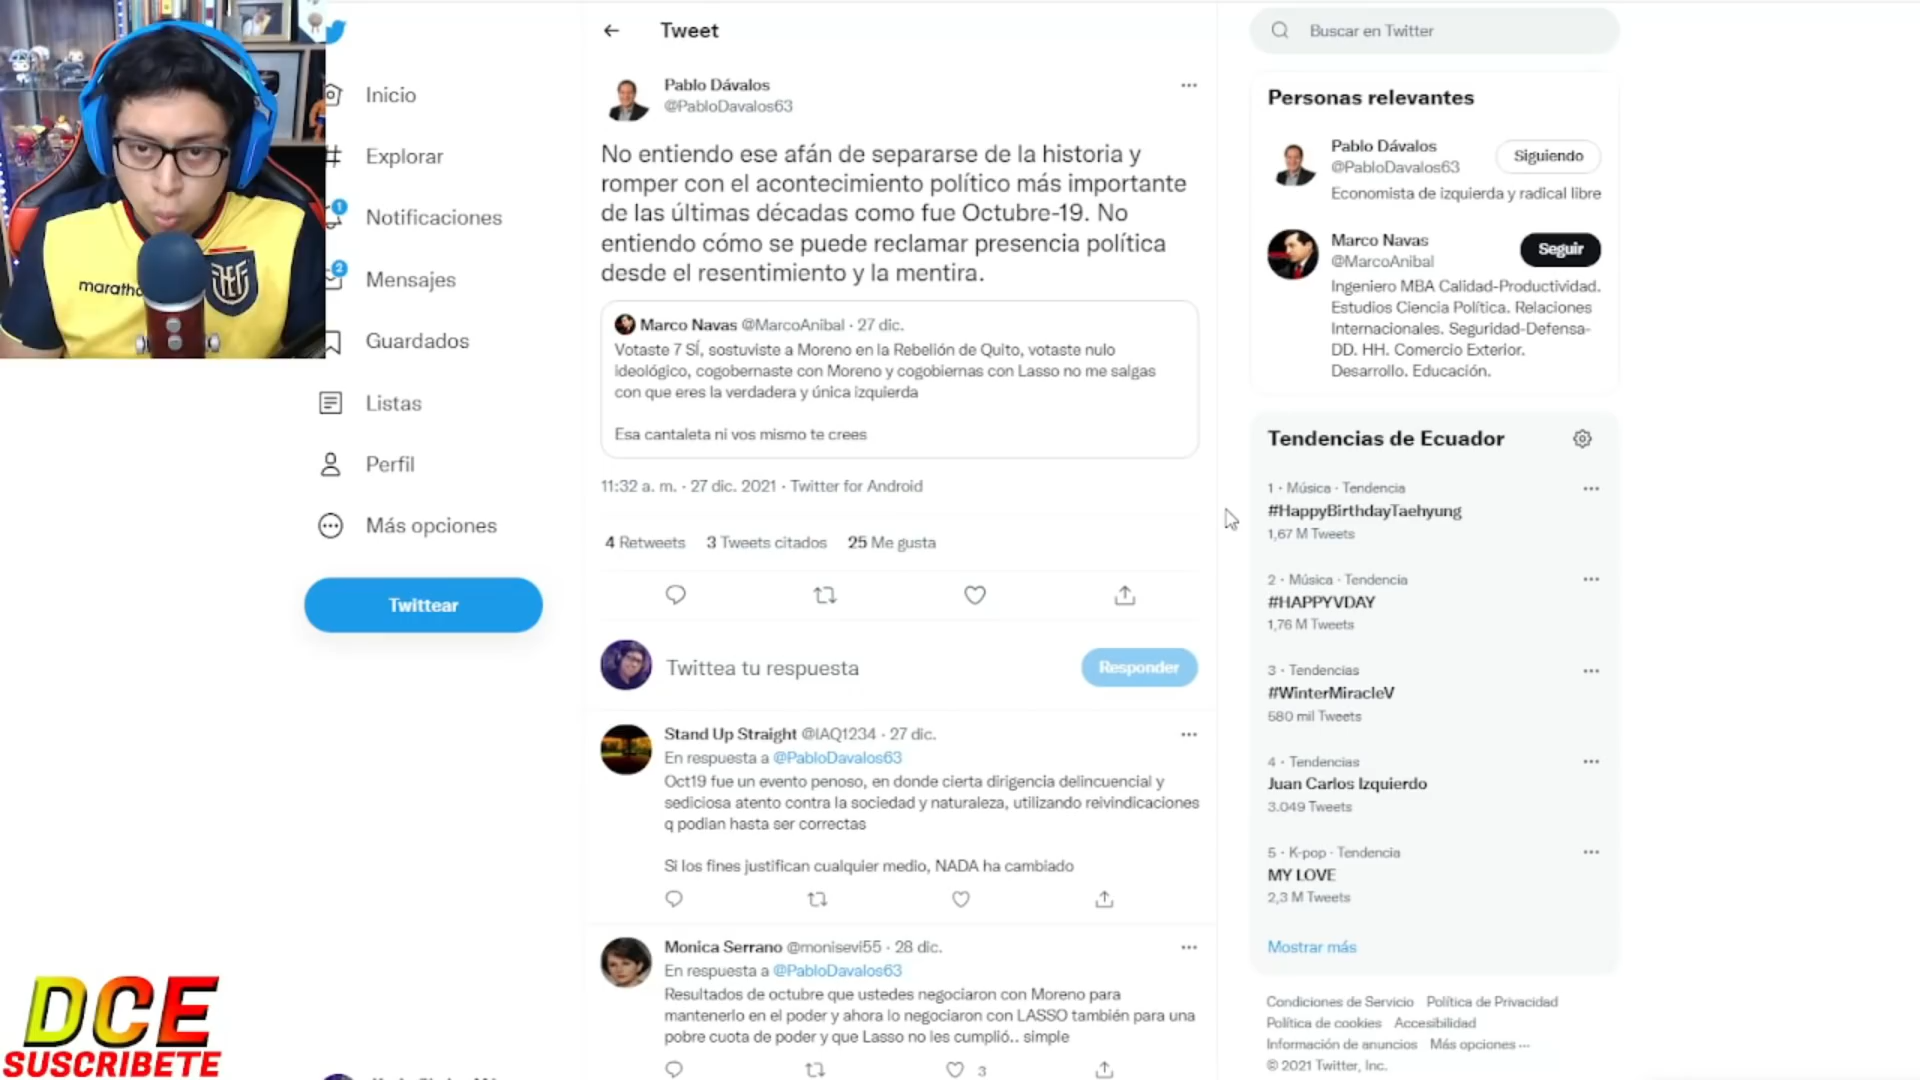 Inicio
Explorar
1
Notificaciones
2
Mensajes
Guardados
Listas
Perfil
Más opciones
Twittear
DCE
SUSCRIBETE
Tweet
Pablo Dávalos
@PabloDavalos63
No entiendo ese afán de separarse de la historia y
romper con el acontecimiento político más importante
de las últimas décadas como fue Octubre-19. No
entiendo cómo se puede reclamar presencia política
desde el resentimiento y la mentira.
Marco Navas @MarcoAnibal · 27 dic.
Votaste 7 SÍ, sostuviste a Moreno en la Rebelión de Quito, votaste nulo
ideológico, cogobernaste con Moreno y cogobiernas con Lasso no me salgas
con que eres la verdadera y única izquierda
Esa cantaleta ni vos mismo te crees
11:32 a. m. · 27 dic. 2021 · Twitter for Android
4 Retweets 3 Tweets citados 25 Me gusta
Twittea tu respuesta
Responder
Stand Up Straight @IAQ1234 · 27 dic.
En respuesta a @PabloDavalos63
Oct19 fue un evento penoso, en donde cierta dirigencia delincuencial y
sediciosa atento contra la sociedad y naturaleza, utilizando reivindicaciones
q podian hasta ser correctas
Si los fines justifican cualquier medio, NADA ha cambiado
Monica Serrano @monisevi55 · 28 dic.
En respuesta a @PabloDavalos63
Resultados de octubre que ustedes negociaron con Moreno para
mantenerlo en el poder y ahora lo negociaron con LASSO también para una
pobre cuota de poder y que Lasso no les cumplió.. simple
3
Buscar en Twitter
Personas relevantes
Pablo Dávalos
@PabloDavalos63
Siguiendo
Economista de izquierda y radical libre
Marco Navas
@MarcoAnibal
Seguir
Ingeniero MBA Calidad-Productividad.
Estudios Ciencia Política. Relaciones
Internacionales. Seguridad-Defensa-
DD. HH. Comercio Exterior.
Desarrollo. Educación.
Tendencias de Ecuador
1 · Música · Tendencia
#HappyBirthdayTaehyung
1,67 M Tweets
2 · Música · Tendencia
#HAPPYVDAY
1,76 M Tweets
3 · Tendencias
#WinterMiracleV
580 mil Tweets
4 · Tendencias
Juan Carlos Izquierdo
3.049 Tweets
5 · K-pop · Tendencia
MY LOVE
2,3 M Tweets
Mostrar más
Condiciones de Servicio Política de Privacidad
Política de cookies Accesibilidad
Información de anuncios Más opciones ···
© 2021 Twitter, Inc.